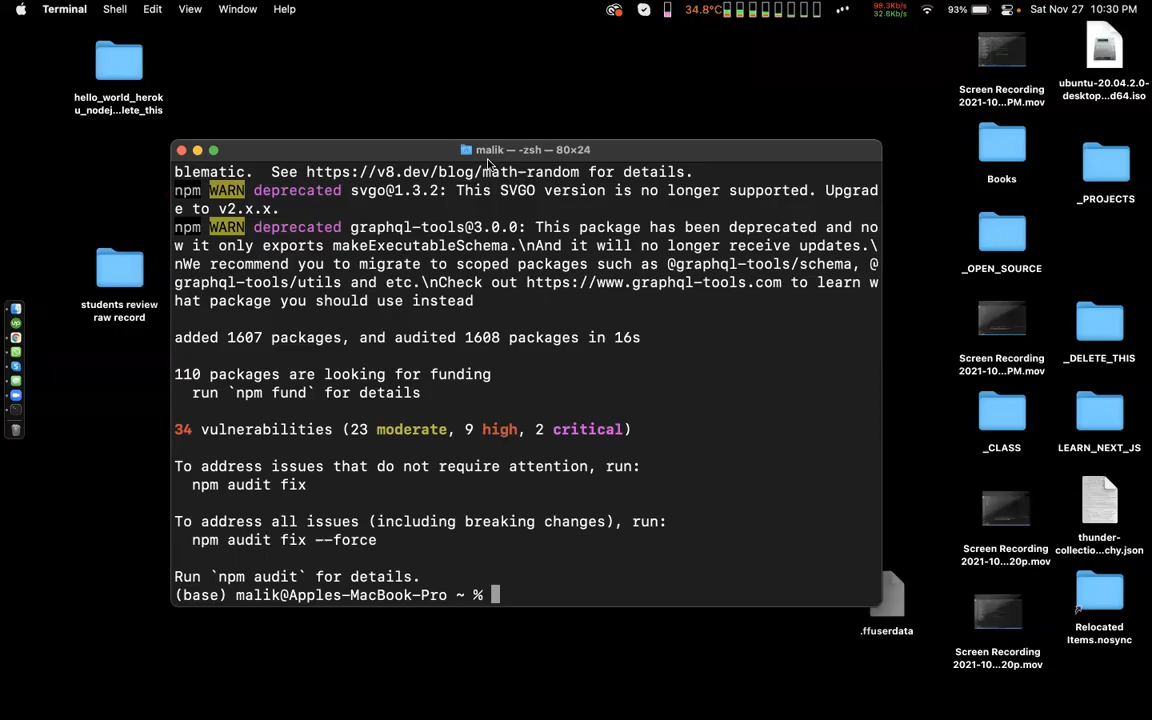 Terminal Shell Edit View Window Help 34.8°C 98.3Kb/s 32.8Kb/s 93% Sat Nov 27 10:30 PM
hello_world_herok
u_nodej...lete_this
students review
raw record
malik — -zsh — 80×24
blematic.  See https://v8.dev/blog/math-random for details.
npm WARN deprecated svgo@1.3.2: This SVGO version is no longer supported. Upgrad
e to v2.x.x.
npm WARN deprecated graphql-tools@3.0.0: This package has been deprecated and no
w it only exports makeExecutableSchema.\nAnd it will no longer receive updates.\
nWe recommend you to migrate to scoped packages such as @graphql-tools/schema, @
graphql-tools/utils and etc.\nCheck out https://www.graphql-tools.com to learn w
hat package you should use instead
added 1607 packages, and audited 1608 packages in 16s
110 packages are looking for funding
run `npm fund` for details
34 vulnerabilities (23 moderate, 9 high, 2 critical)
To address issues that do not require attention, run:
npm audit fix
To address all issues (including breaking changes), run:
npm audit fix --force
Run `npm audit` for details.
(base) malik@Apples-MacBook-Pro ~ %
.ffuserdata
Screen Recording
2021-10...PM.mov
ubuntu-20.04.2.0-
desktop...d64.iso
Books
_PROJECTS
_OPEN_SOURCE
Screen Recording
2021-10...PM.mov
_DELETE_THIS
_CLASS
LEARN_NEXT_JS
Screen Recording
2021-10...20p.mov
thunder-
collectio...chy.json
Screen Recording
2021-10...20p.mov
Relocated
Items.nosync